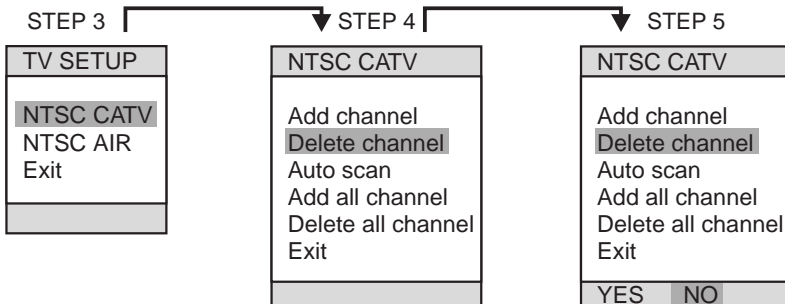 STEP 3
TV SETUP
NTSC CATV
NTSC AIR
Exit
STEP 4
NTSC CATV
Add channel
Delete channel
Auto scan
Add all channel
Delete all channel
Exit
STEP 5
NTSC CATV
Add channel
Delete channel
Auto scan
Add all channel
Delete all channel
Exit
YES NO